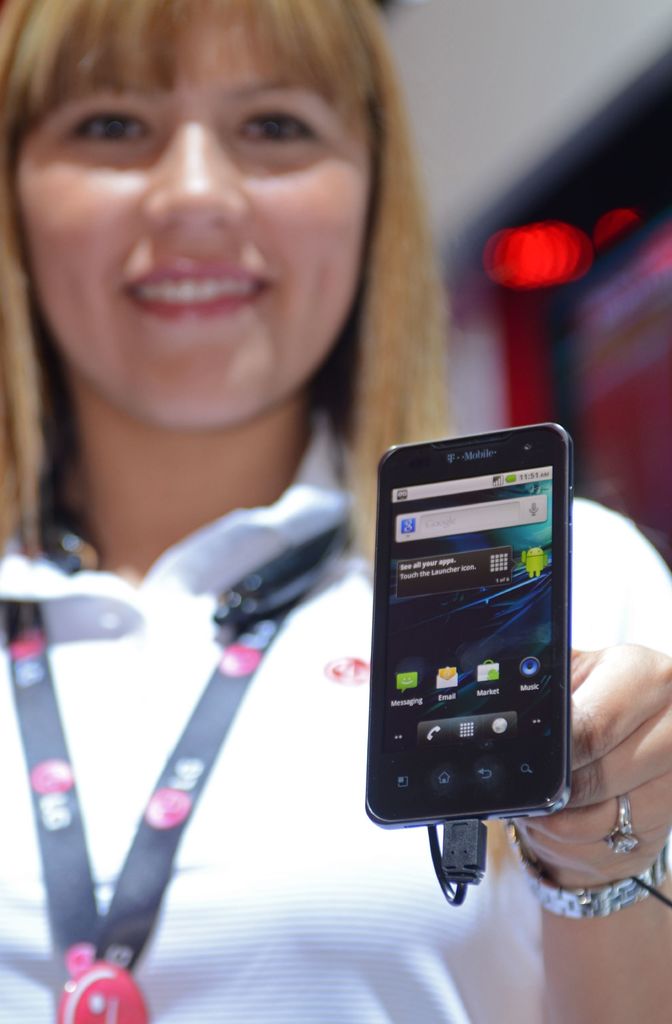 T··Mobile·
11:51 AM
Google
See all your apps.
Touch the Launcher icon.
1 of 6
Messaging
Email
Market
Music
LG
LG